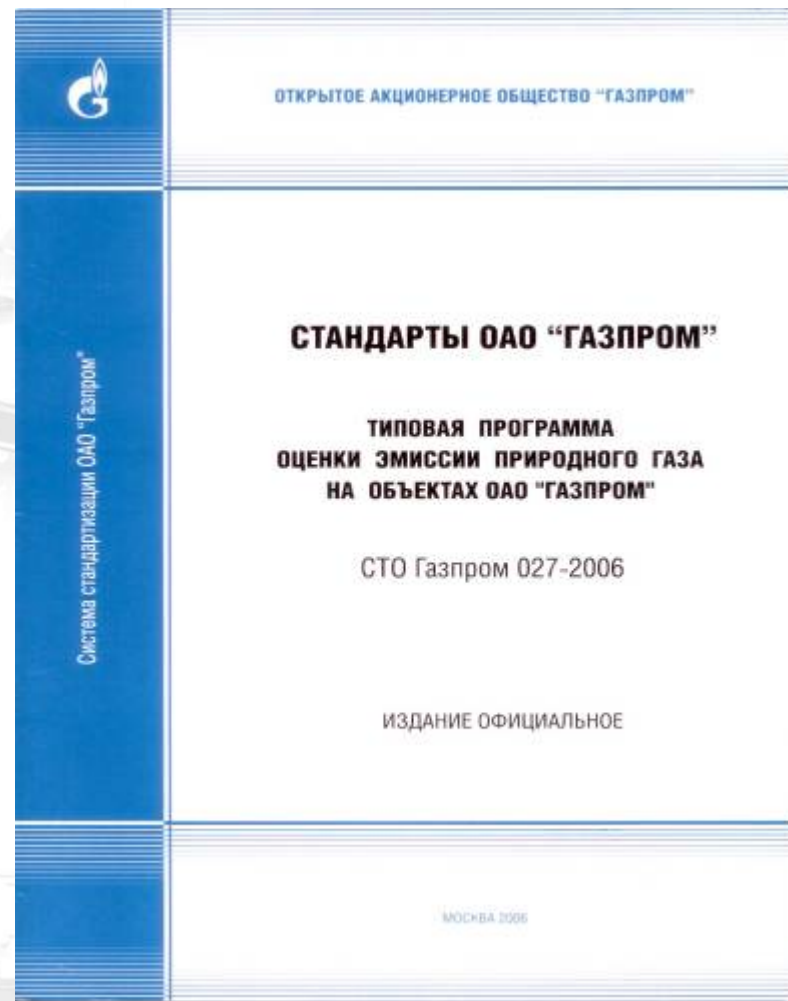 ОТКРЫТОЕ АКЦИОНЕРНОЕ ОБЩЕСТВО "ГАЗПРОМ"
Система стандартизации ОАО "Газпром"
СТАНДАРТЫ ОАО “ГАЗПРОМ”
ТИПОВАЯ ПРОГРАММА
ОЦЕНКИ ЭМИССИИ ПРИРОДНОГО ГАЗА
НА ОБЪЕКТАХ ОАО "ГАЗПРОМ"
СТО Газпром 027-2006
ИЗДАНИЕ ОФИЦИАЛЬНОЕ
МОСКВА 2006